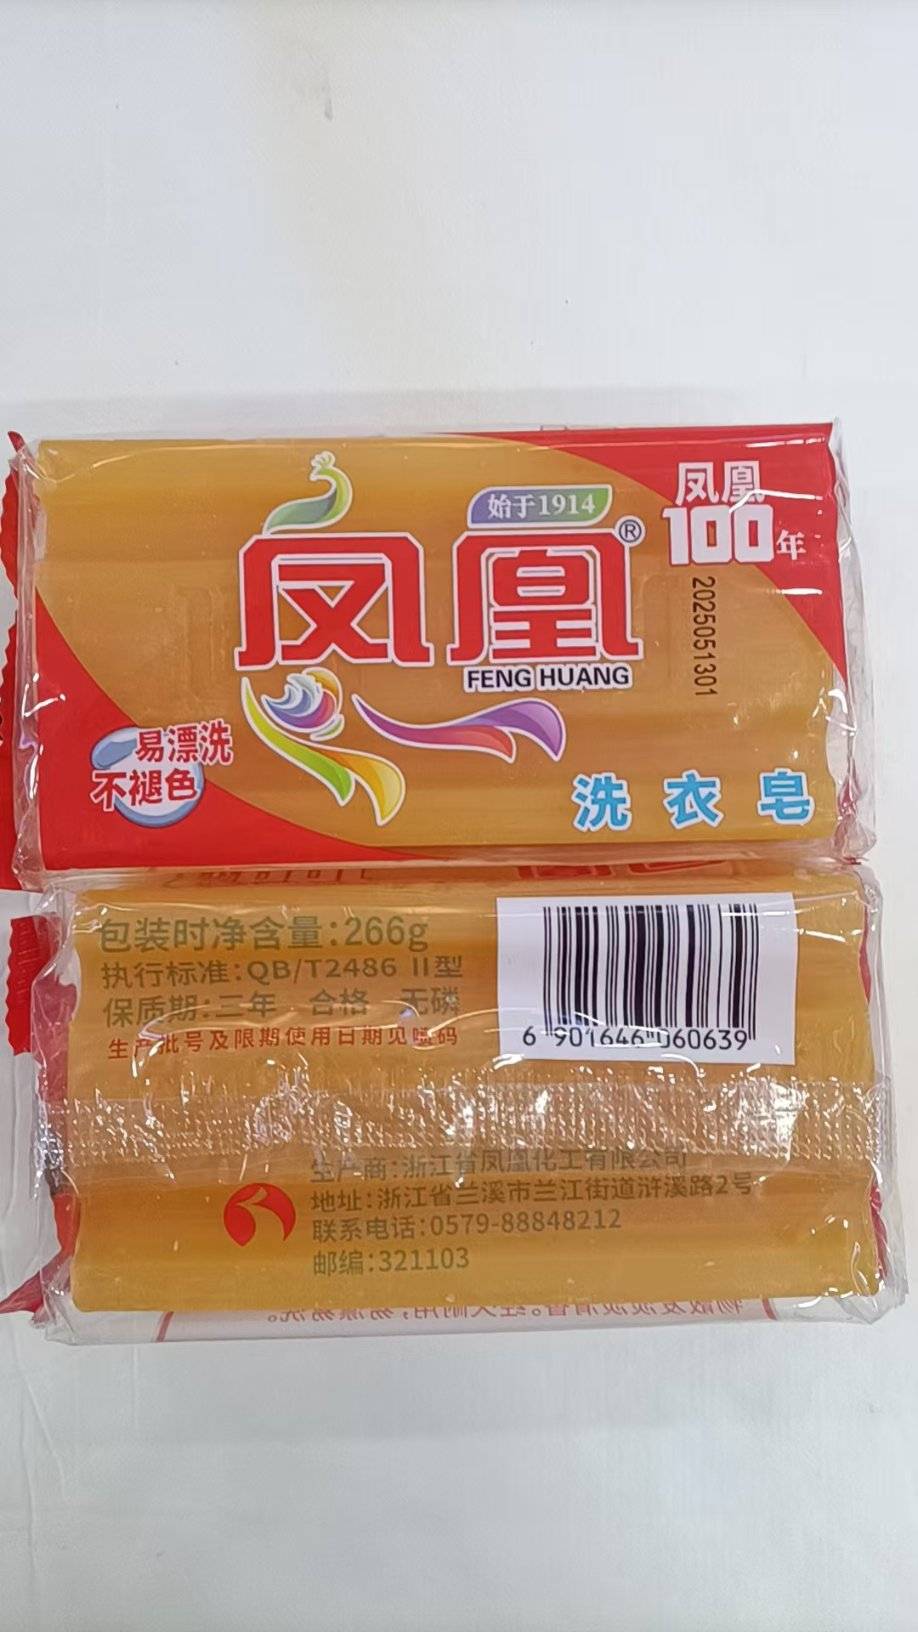 凤凰
100年
始于1914
凤凰®
FENG HUANG
2025051301
易漂洗
不褪色
洗衣皂
包装时净含量:266g
执行标准:QB/T2486 II型
保质期:三年 合格 无磷
生产批号及限期使用日期见喷码
6 901646 060639
生产商:浙江省凤凰化工有限公司
地址:浙江省兰溪市兰江街道浒溪路2号
联系电话:0579-88848212
邮编:321103